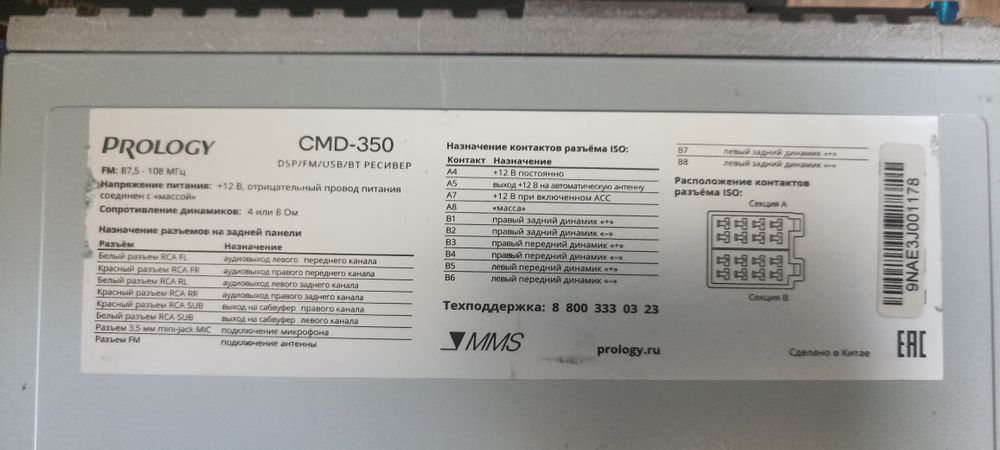 PROLOGY
CMD-350
DSP/FM/USB/BT РЕСИВЕР
FM: 87,5 - 108 МГц
Напряжение питания: +12 В, отрицательный провод питания
соединен с «массой»
Сопротивление динамиков: 4 или 8 Ом
Назначение разъемов на задней панели
Разъём Назначение
Белый разъем RCA FL аудиовыход левого переднего канала
Красный разъем RCA FR аудиовыход правого переднего канала
Белый разъем RCA RL аудиовыход левого заднего канала
Красный разъем RCA RR аудиовыход правого заднего канала
Красный разъем RCA SUB выход на сабвуфер правого канала
Белый разъем RCA SUB выход на сабвуфер левого канала
Разъем 3,5 мм mini-Jack MIC подключение микрофона
Разъем FM подключение антенны
Назначение контактов разъёма ISO:
Контакт Назначение
A4 +12 В постоянно
A5 выход +12 В на автоматическую антенну
A7 +12 В при включенном ACC
A8 «масса»
B1 правый задний динамик «+»
B2 правый задний динамик «–»
B3 правый передний динамик «+»
B4 правый передний динамик «–»
B5 левый передний динамик «+»
B6 левый передний динамик «–»
Техподдержка: 8 800 333 03 23
MMS
prology.ru
B7 левый задний динамик «+»
B8 левый задний динамик «–»
Расположение контактов
разъёма ISO:
Секция A
Секция B
9NAE3J001178
Сделано в Китае
EAC